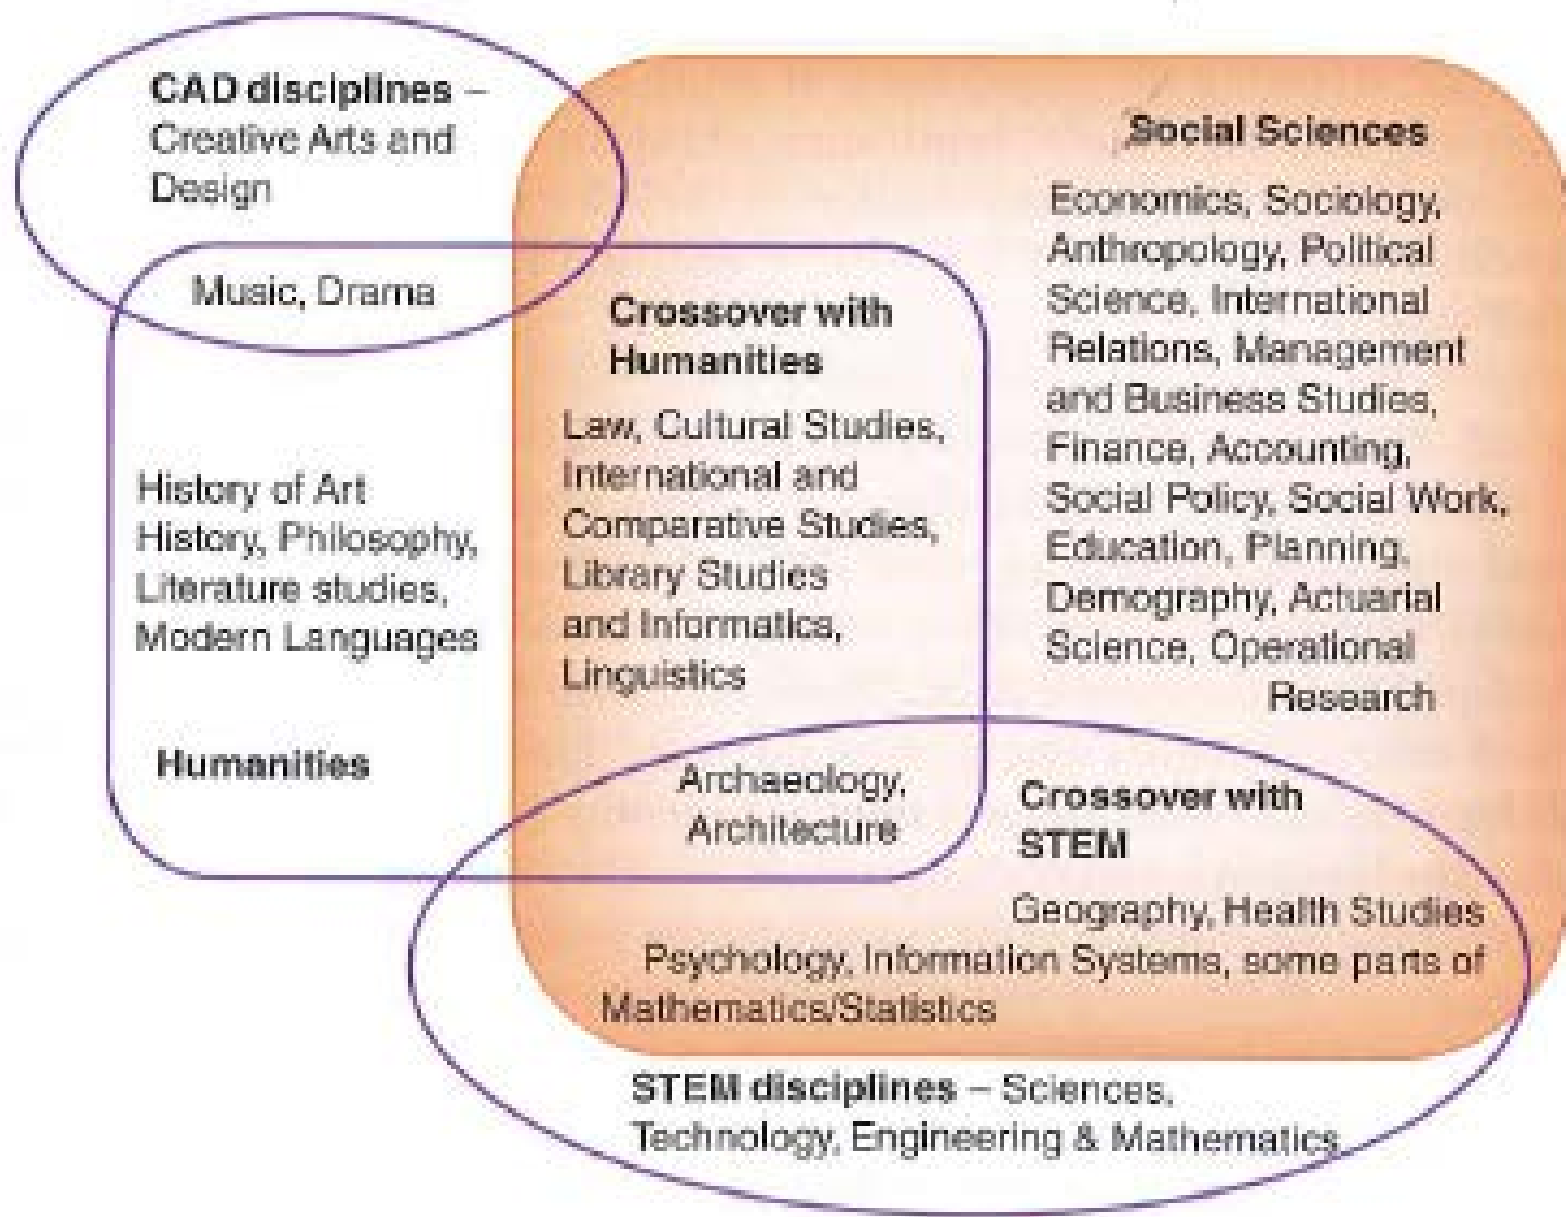 CAD disciplines –
Creative Arts and
Design
Music, Drama
History of Art
History, Philosophy,
Literature studies,
Modern Languages
Humanities
Crossover with
Humanities
Law, Cultural Studies,
International and
Comparative Studies,
Library Studies
and Informatics,
Linguistics
Archaeology,
Architecture
Social Sciences
Economics, Sociology,
Anthropology, Political
Science, International
Relations, Management
and Business Studies,
Finance, Accounting,
Social Policy, Social Work,
Education, Planning,
Demography, Actuarial
Science, Operational
Research
Crossover with
STEM
Geography, Health Studies
Psychology, Information Systems, some parts of
Mathematics/Statistics
STEM disciplines – Sciences,
Technology, Engineering & Mathematics